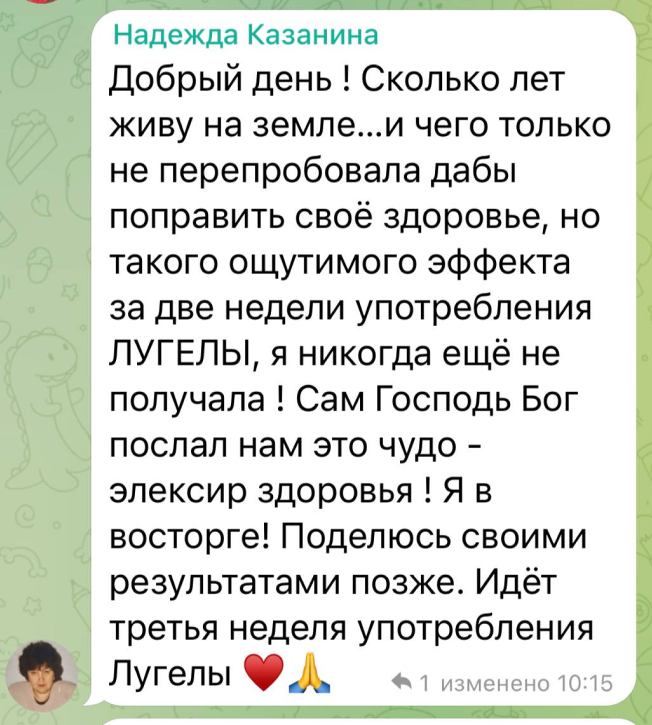 Надежда Казанина
Добрый день ! Сколько лет
живу на земле...и чего только
не перепробовала дабы
поправить своё здоровье, но
такого ощутимого эффекта
за две недели употребления
ЛУГЕЛЫ, я никогда ещё не
получала ! Сам Господь Бог
послал нам это чудо -
элексир здоровья ! Я в
восторге! Поделюсь своими
результатами позже. Идёт
третья неделя употребления
Лугелы ❤️🙏
1 изменено 10:15